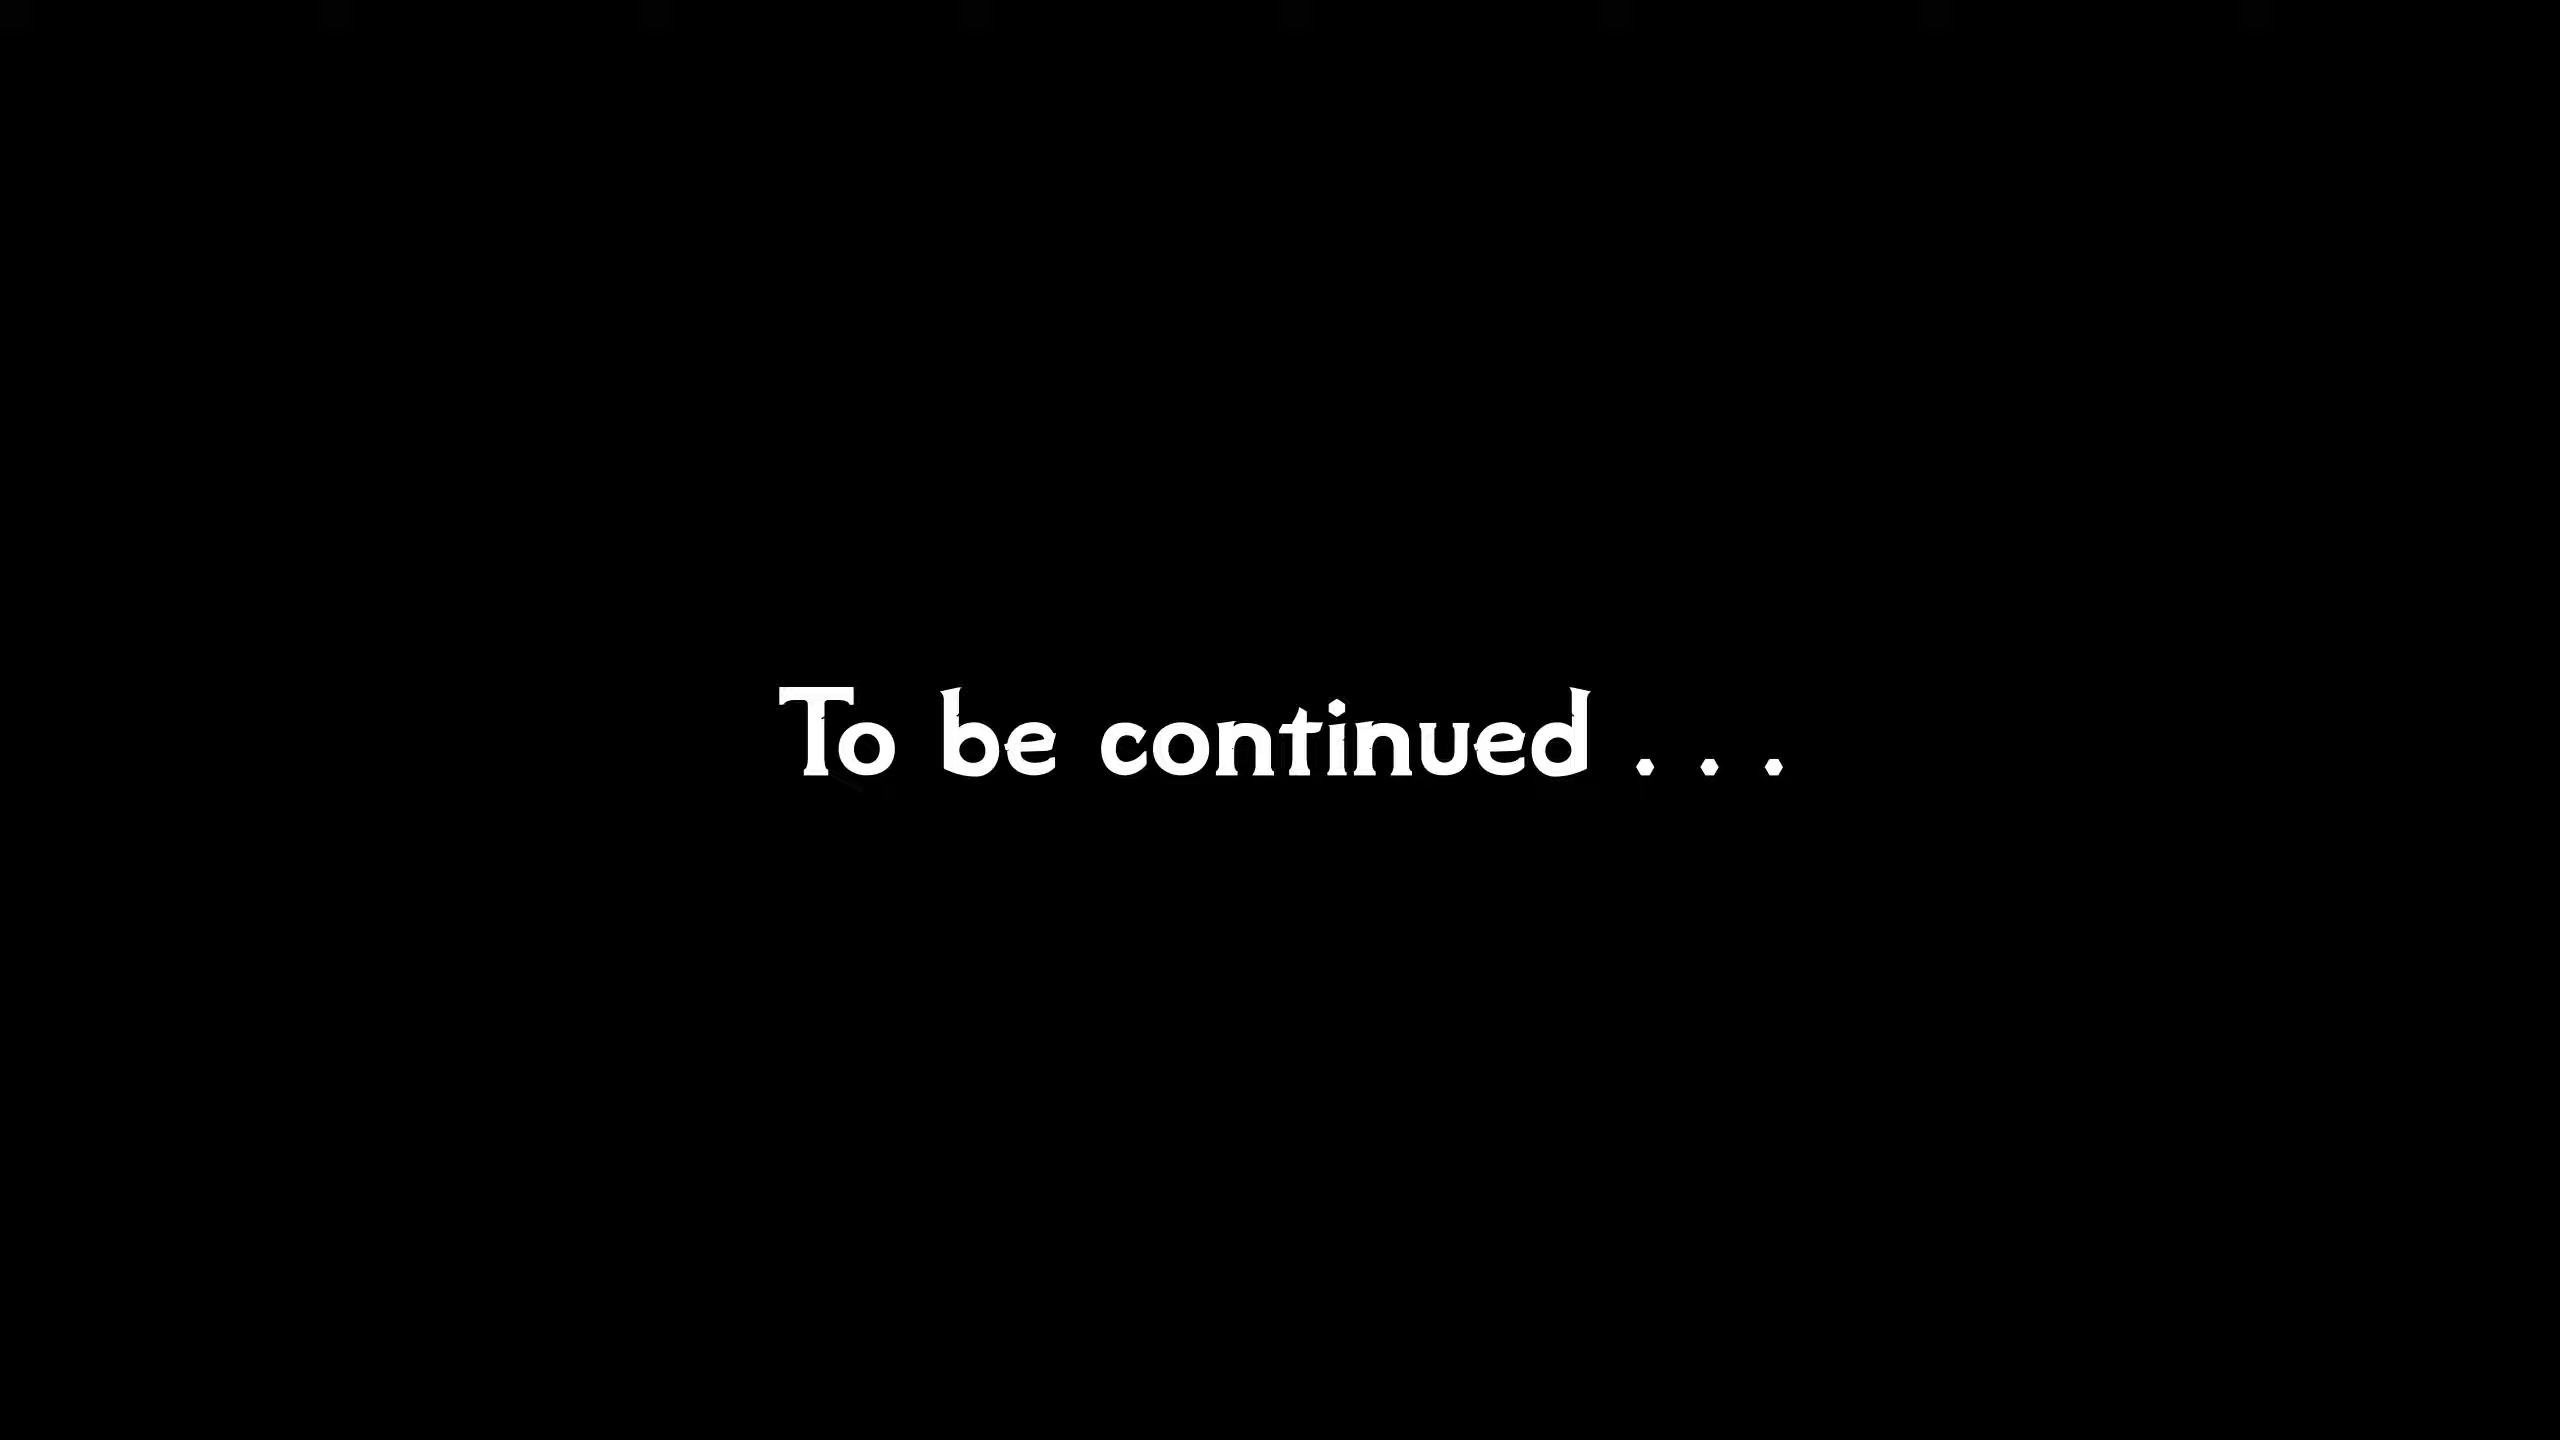 To be continued . . .